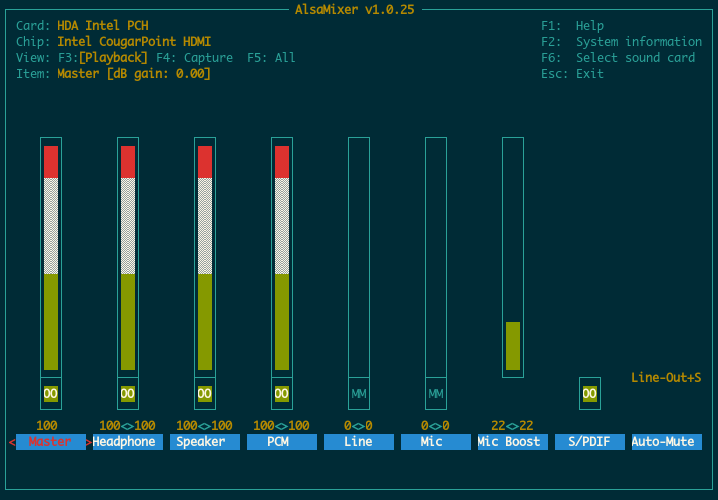 AlsaMixer v1.0.25
Card: HDA Intel PCH F1: Help
Chip: Intel CougarPoint HDMI F2: System information
View: F3:[Playback] F4: Capture F5: All F6: Select sound card
Item: Master [dB gain: 0.00] Esc: Exit
Line-Out+S
OO OO OO OO MM MM OO
100 100<>100 100<>100 100<>100 0<>0 0<>0 22<>22
< Master >Headphone Speaker PCM Line Mic Mic Boost S/PDIF Auto-Mute